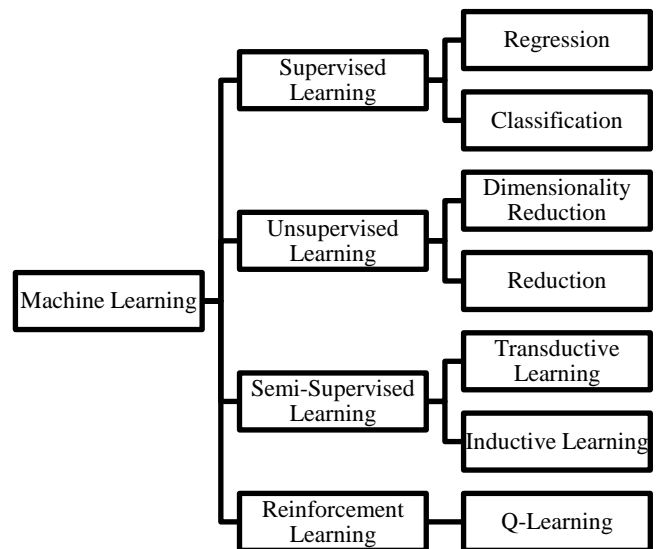 Machine Learning
Supervised
Learning
Regression
Classification
Unsupervised
Learning
Dimensionality
Reduction
Reduction
Semi-Supervised
Learning
Transductive
Learning
Inductive Learning
Reinforcement
Learning
Q-Learning